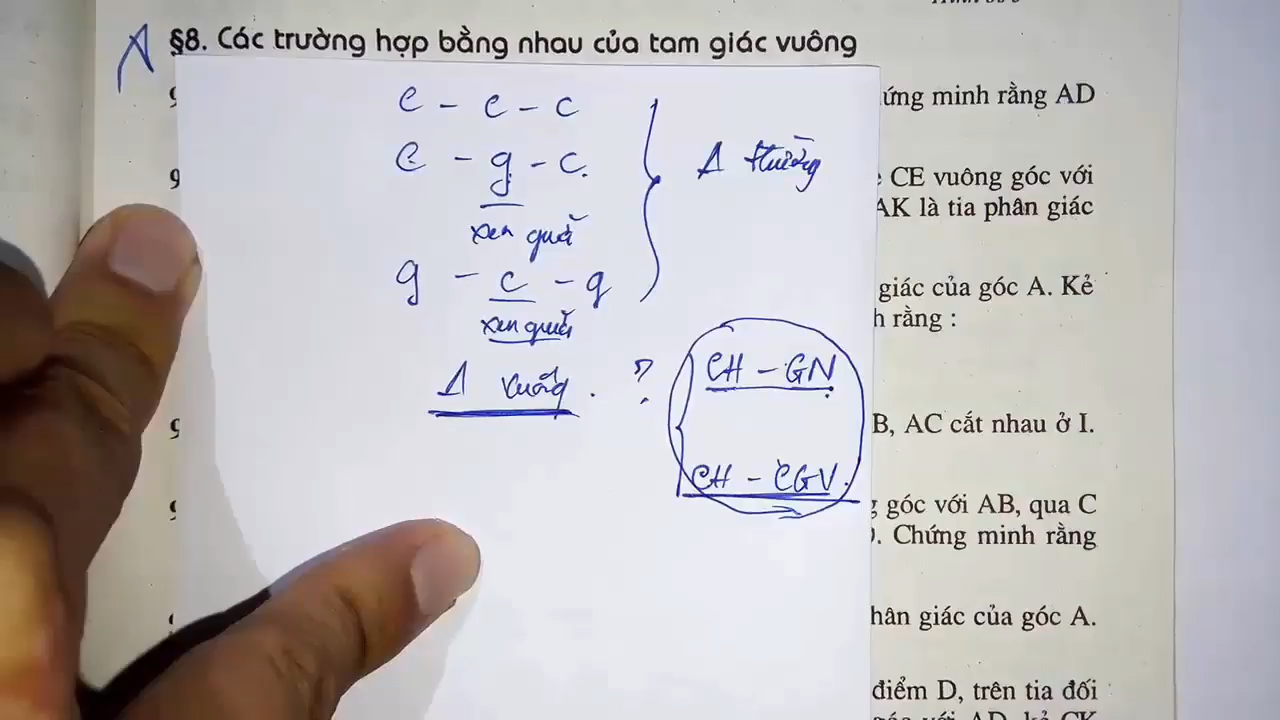 §8. Các trường hợp bằng nhau của tam giác vuông
c - c - c
ứng minh rằng AD
c - g - c.
Δ thường
CE vuông góc với
xen giữa
AK là tia phân giác
g - c - g
giác của góc A. Kẻ
xen giữa
h rằng :
Δ vuông . ?
CH - GN
B, AC cắt nhau ở I.
CH - CGV.
góc với AB, qua C
. Chứng minh rằng
hân giác của góc A.
điểm D, trên tia đối